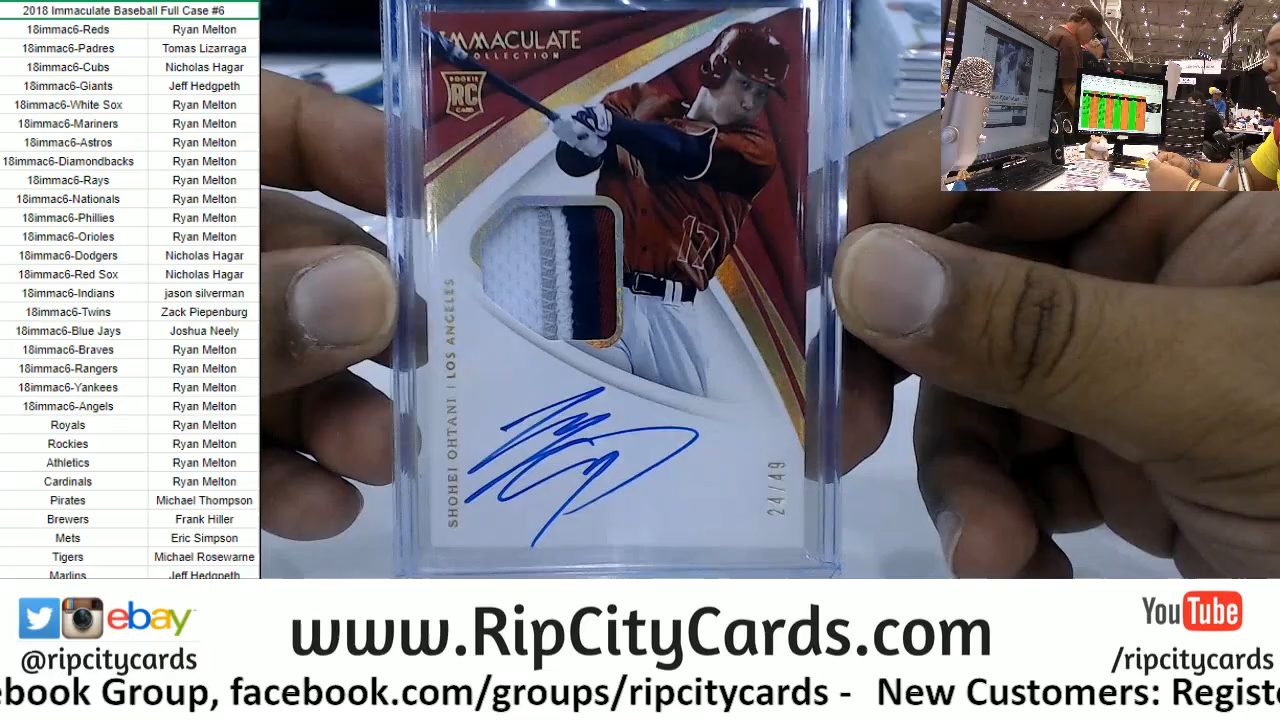 2018 Immaculate Baseball Full Case #6
18immac6-Reds Ryan Melton
18immac6-Padres Tomas Lizarraga
18immac6-Cubs Nicholas Hagar
18immac6-Giants Jeff Hedgpeth
18immac6-White Sox Ryan Melton
18immac6-Mariners Ryan Melton
18immac6-Astros Ryan Melton
18immac6-Diamondbacks Ryan Melton
18immac6-Rays Ryan Melton
18immac6-Nationals Ryan Melton
18immac6-Phillies Ryan Melton
18immac6-Orioles Ryan Melton
18immac6-Dodgers Nicholas Hagar
18immac6-Red Sox Nicholas Hagar
18immac6-Indians jason silverman
18immac6-Twins Zack Piepenburg
18immac6-Blue Jays Joshua Neely
18immac6-Braves Ryan Melton
18immac6-Rangers Ryan Melton
18immac6-Yankees Ryan Melton
18immac6-Angels Ryan Melton
Royals Ryan Melton
Rockies Ryan Melton
Athletics Ryan Melton
Cardinals Ryan Melton
Pirates Michael Thompson
Brewers Frank Hiller
Mets Eric Simpson
Tigers Michael Rosewarne
Marlins Jeff Hedgpeth
IMMACULATE
COLLECTION
ROOKIE
RC
CARD
17
SHOHEI OHTANI | LOS ANGELES
24/49
ebay
@ripcitycards
www.RipCityCards.com
YouTube
/ripcitycards
ebook Group, facebook.com/groups/ripcitycards - New Customers: Registe